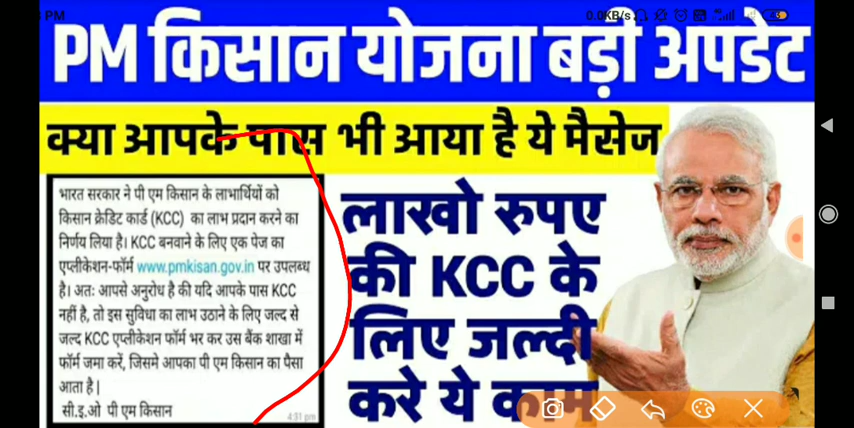 PM
0.0KB/s
PM किसान योजना बड़ी अपडेट
क्या आपके पास भी आया है ये मैसेज
भारत सरकार ने पी एम किसान के लाभार्थियों को
किसान क्रेडिट कार्ड (KCC) का लाभ प्रदान करने का
निर्णय लिया है। KCC बनवाने के लिए एक पेज का
एप्लीकेशन-फॉर्म www.pmkisan.gov.in पर उपलब्ध
है। अतः आपसे अनुरोध है की यदि आपके पास KCC
नहीं है, तो इस सुविधा का लाभ उठाने के लिए जल्द से
जल्द KCC एप्लीकेशन फॉर्म भर कर उस बैंक शाखा में
फॉर्म जमा करें, जिसमे आपका पी एम किसान का पैसा
आता है|
सी.इ.ओ पी एम किसान
4:31 pm
लाखो रुपए
की KCC के
लिए जल्दी
करे ये काम